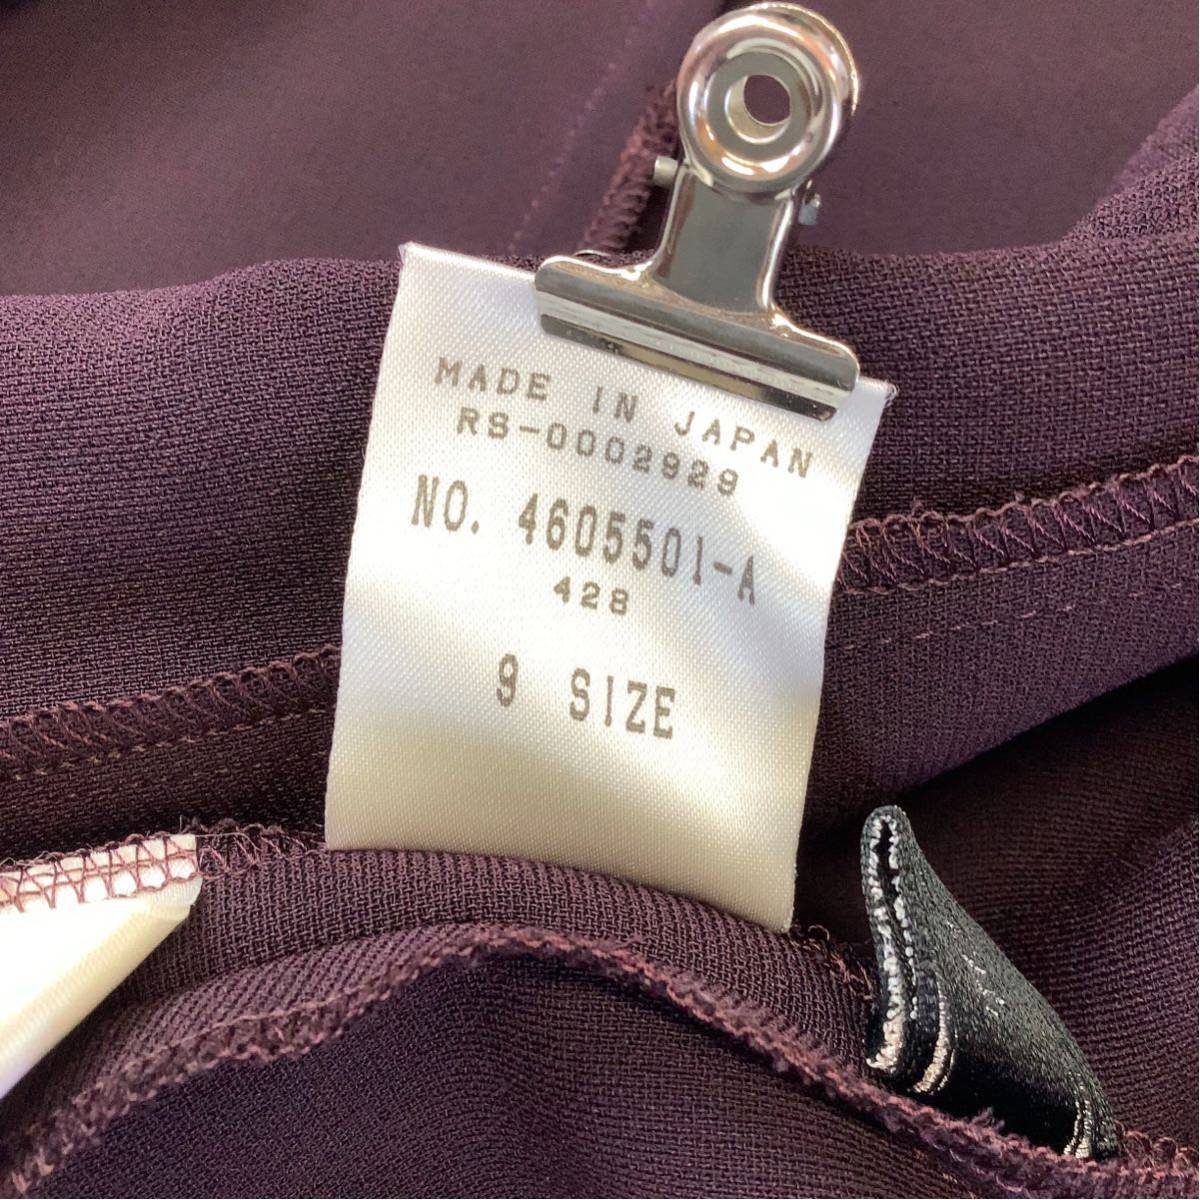 MADE IN JAPAN
RS-0002929
NO. 4605501-A
428
9 SIZE